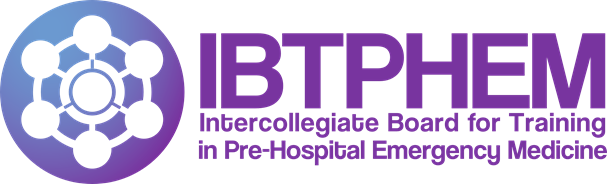 IBTPHEM
Intercollegiate Board for Training
in Pre-Hospital Emergency Medicine